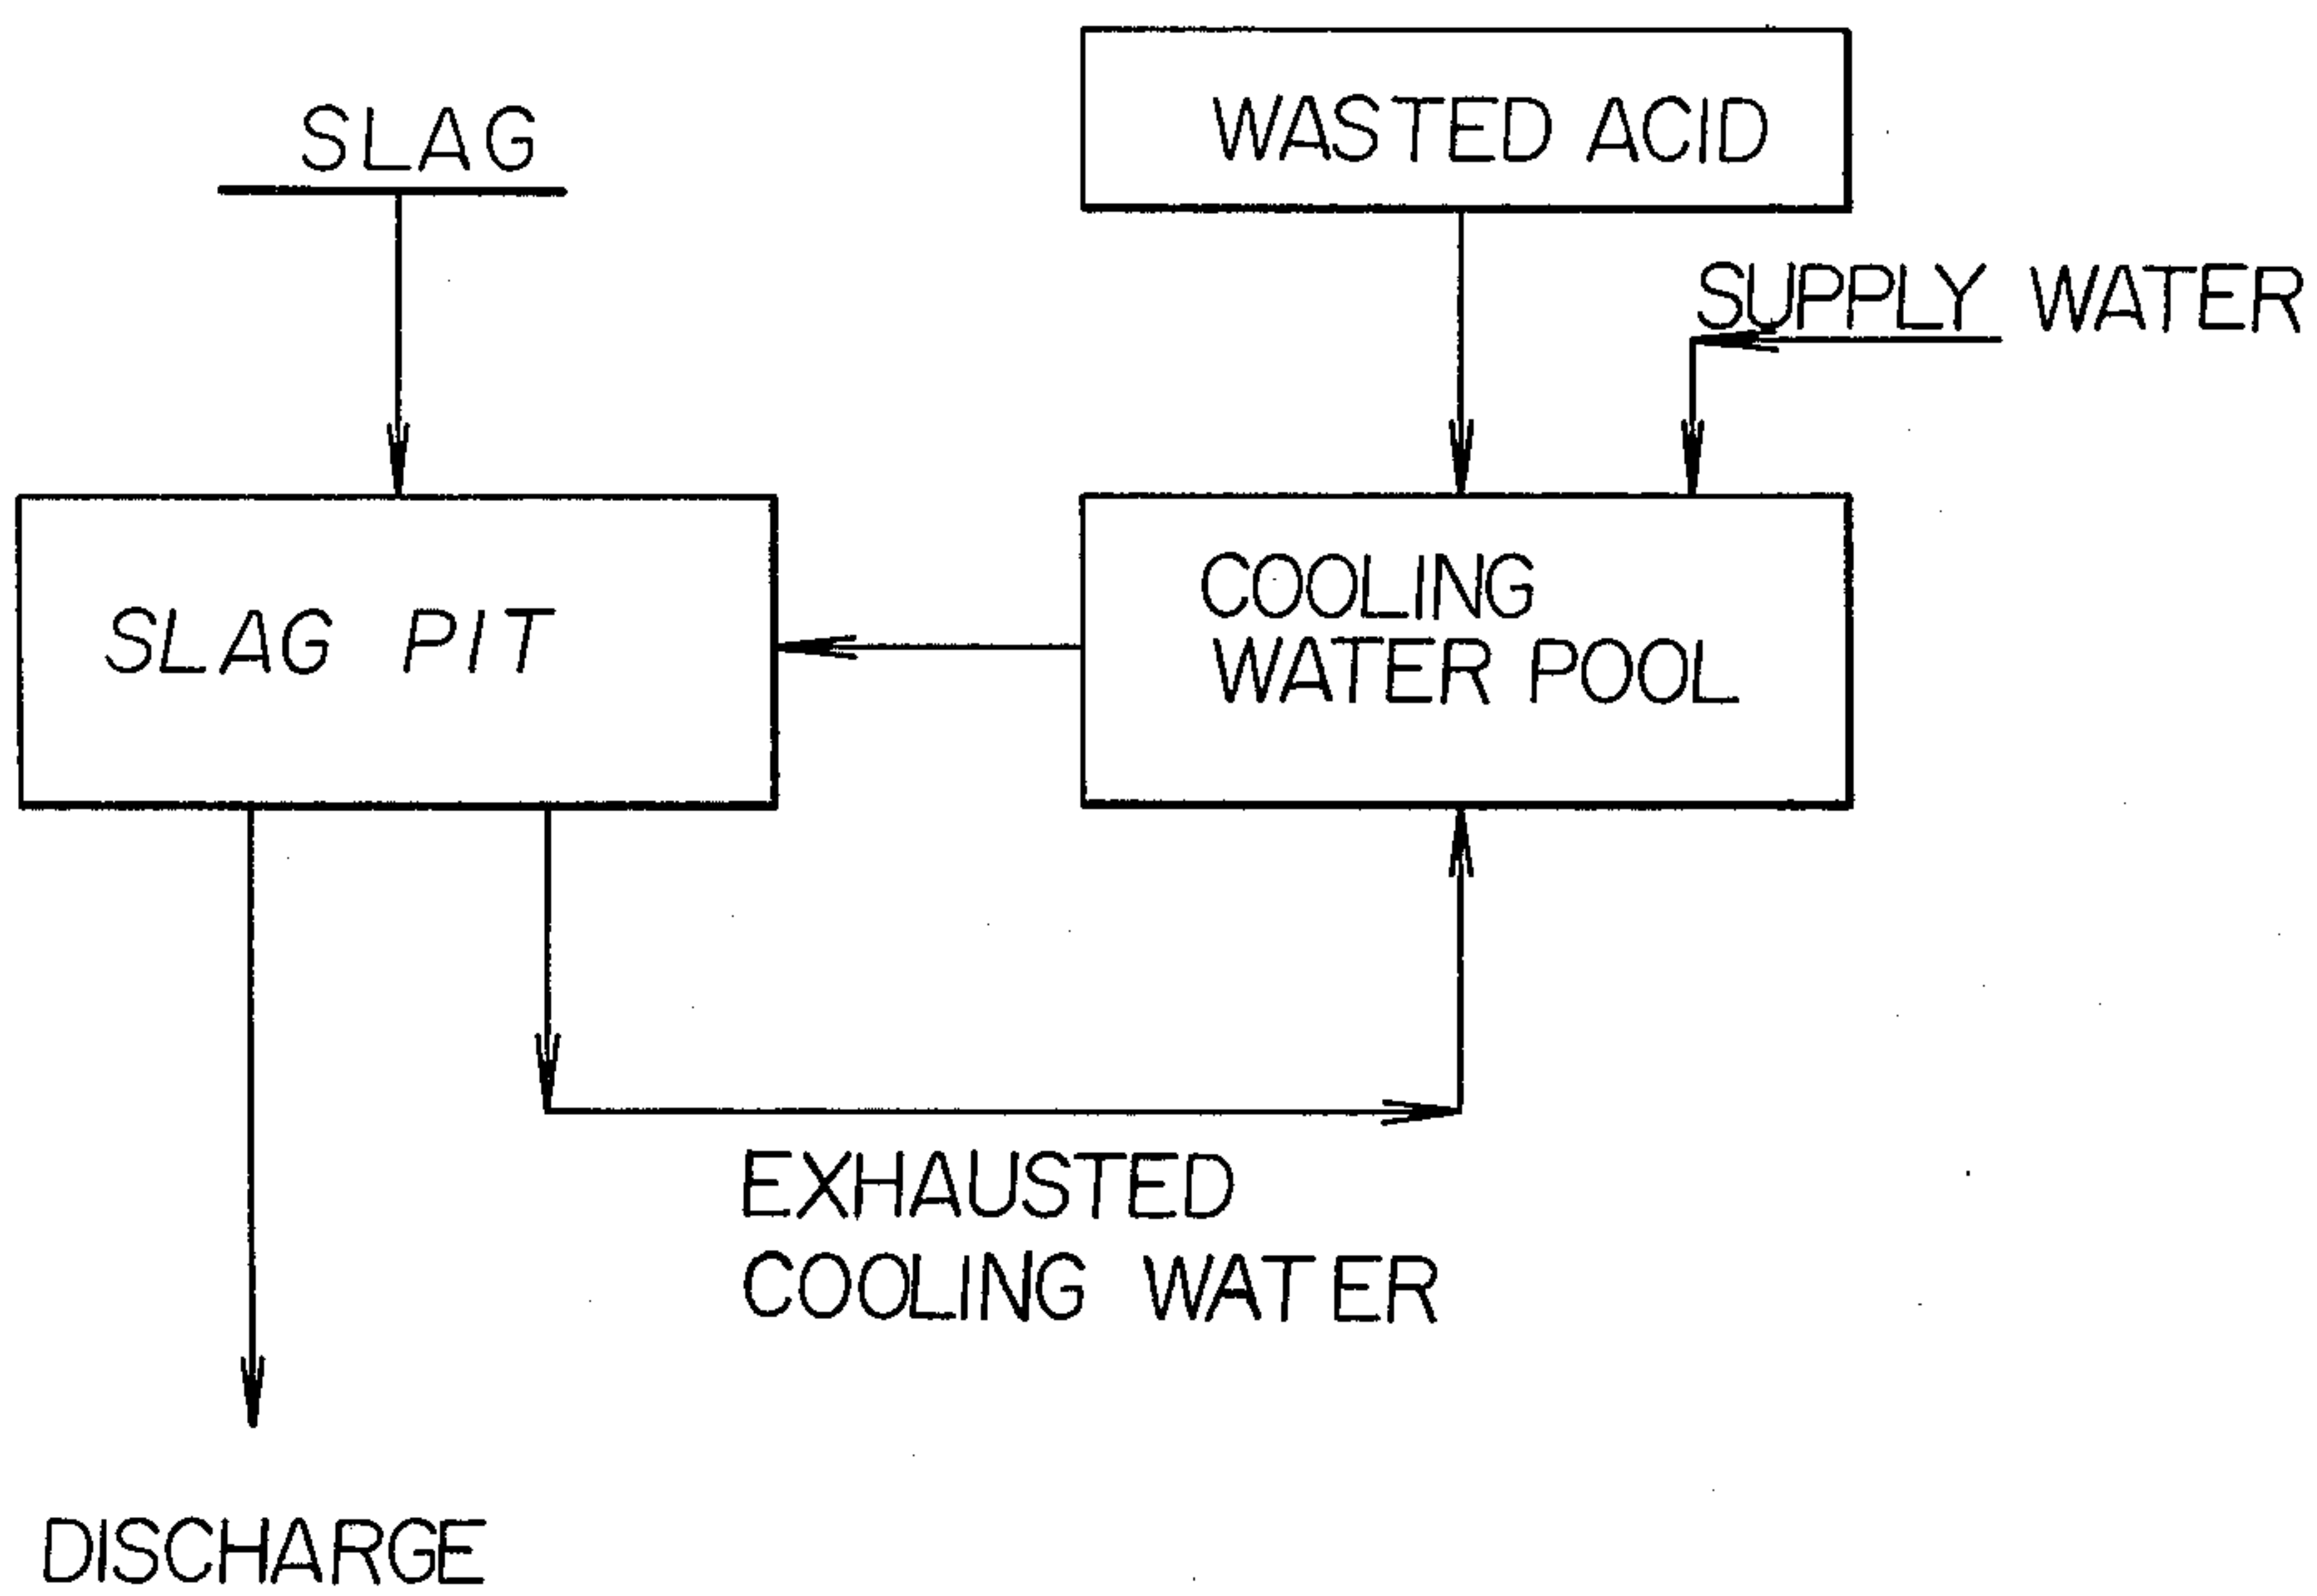 SLAG
WASTED ACID
SUPPLY WATER
SLAG PIT
COOLING
WATER POOL
EXHAUSTED
COOLING WATER
DISCHARGE